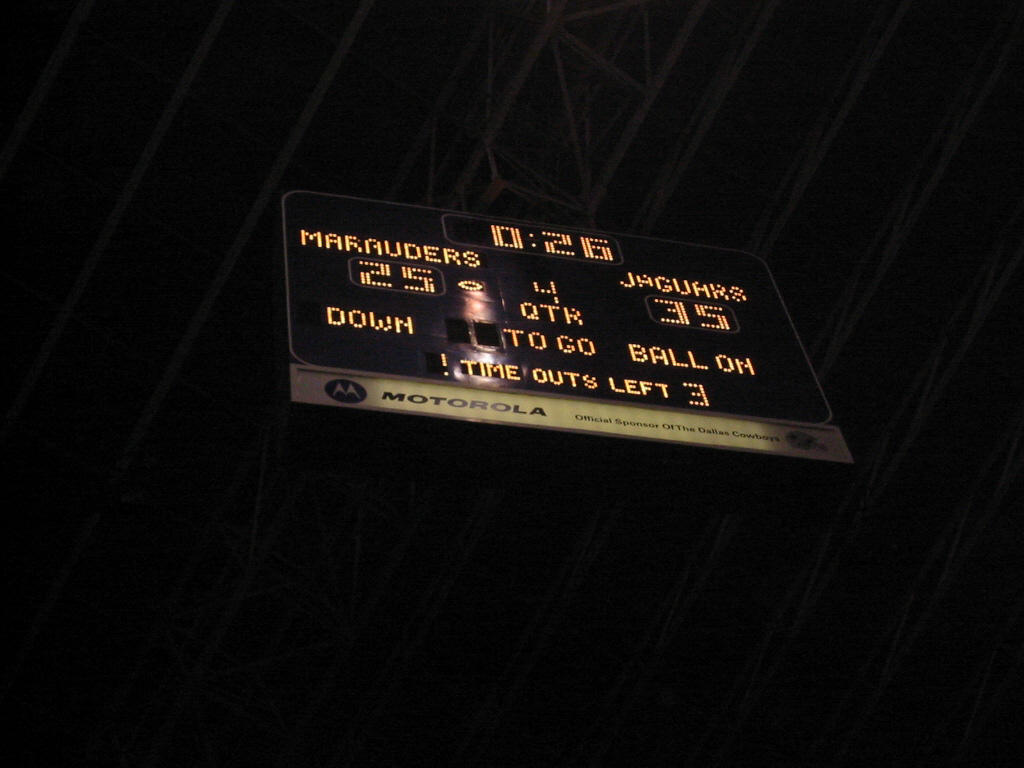 0:26
MARAUDERS JAGUARS
25 4 35
QTR
DOWN TO GO BALL ON
TIME OUTS LEFT 3
MOTOROLA Official Sponsor Of The Dallas Cowboys